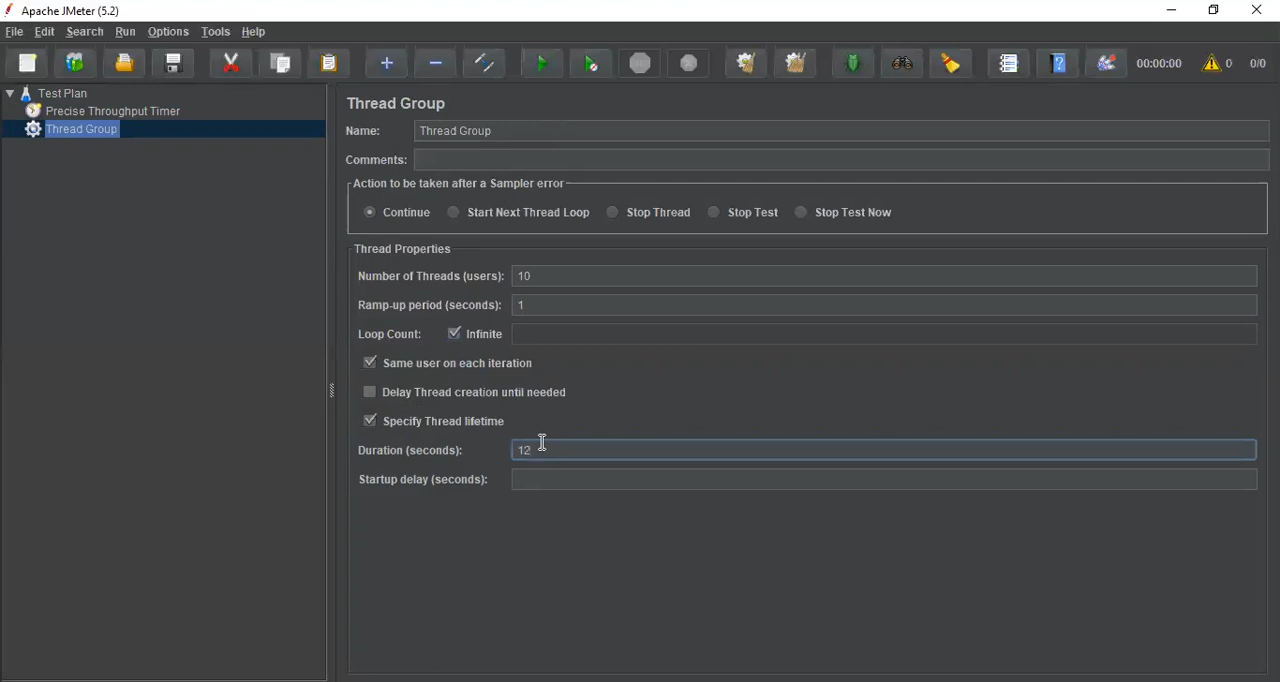 Apache JMeter (5.2)
File Edit Search Run Options Tools Help
00:00:00 0 0/0
Test Plan
Precise Throughput Timer
Thread Group
Thread Group
Name: Thread Group
Comments:
Action to be taken after a Sampler error
Continue Start Next Thread Loop Stop Thread Stop Test Stop Test Now
Thread Properties
Number of Threads (users): 10
Ramp-up period (seconds): 1
Loop Count: Infinite
Same user on each iteration
Delay Thread creation until needed
Specify Thread lifetime
Duration (seconds): 12
Startup delay (seconds):